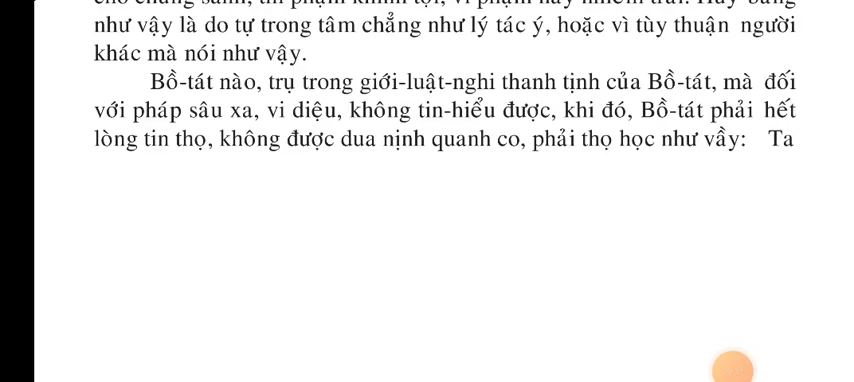 như vậy là do tự trong tâm chẳng như lý tác ý, hoặc vì tùy thuận người
khác mà nói như vậy.
Bồ-tát nào, trụ trong giới-luật-nghi thanh tịnh của Bồ-tát, mà đối
với pháp sâu xa, vi diệu, không tin-hiểu được, khi đó, Bồ-tát phải hết
lòng tin thọ, không được dua nịnh quanh co, phải thọ học như vầy: Ta